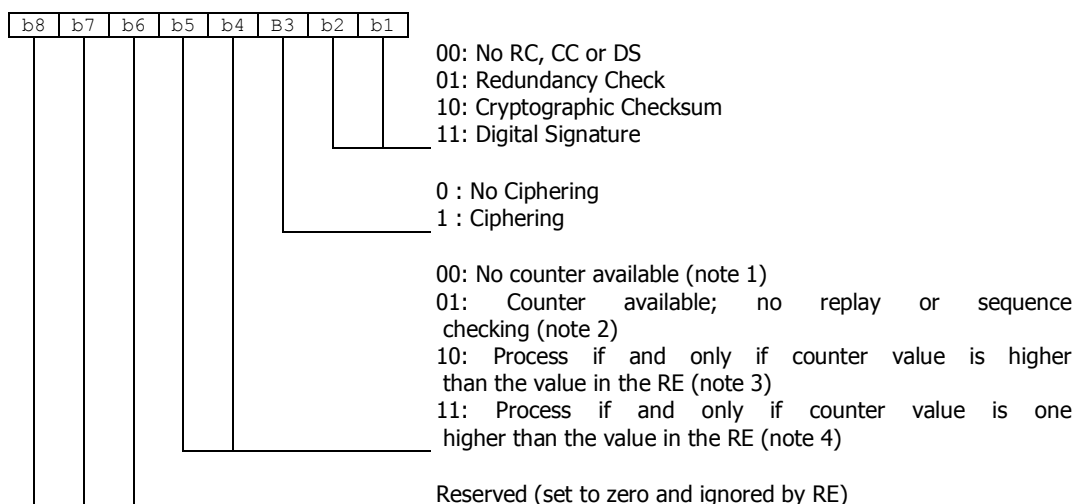 b8 b7 b6 b5 b4 B3 b2 b1
00: No RC, CC or DS
01: Redundancy Check
10: Cryptographic Checksum
11: Digital Signature
0 : No Ciphering
1 : Ciphering
00: No counter available (note 1)
01: Counter available; no replay or sequence
checking (note 2)
10: Process if and only if counter value is higher
than the value in the RE (note 3)
11: Process if and only if counter value is one
higher than the value in the RE (note 4)
Reserved (set to zero and ignored by RE)